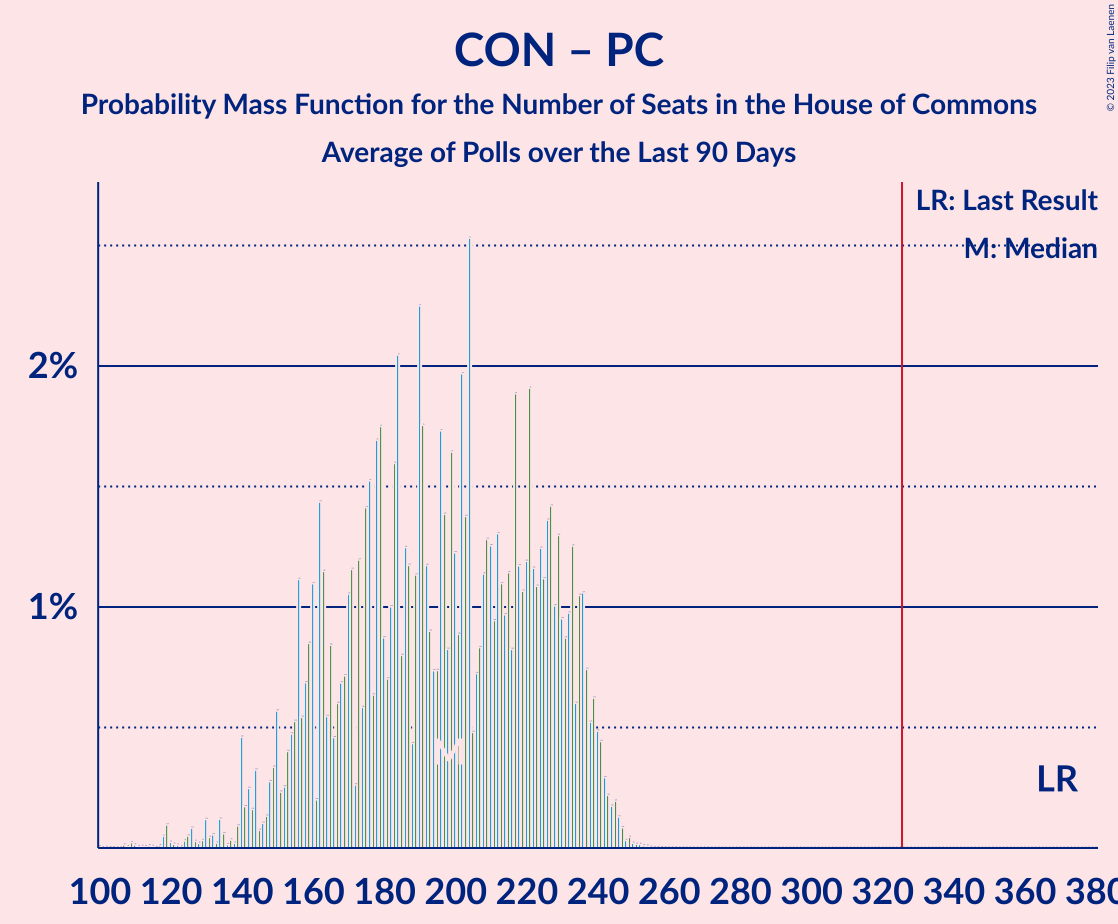 CON – PC
Probability Mass Function for the Number of Seats in the House of Commons
Average of Polls over the Last 90 Days
© 2023 Filip van Laenen
LR: Last Result
M: Median
2%
1%
M
LR
100 120 140 160 180 200 220 240 260 280 300 320 340 360 380